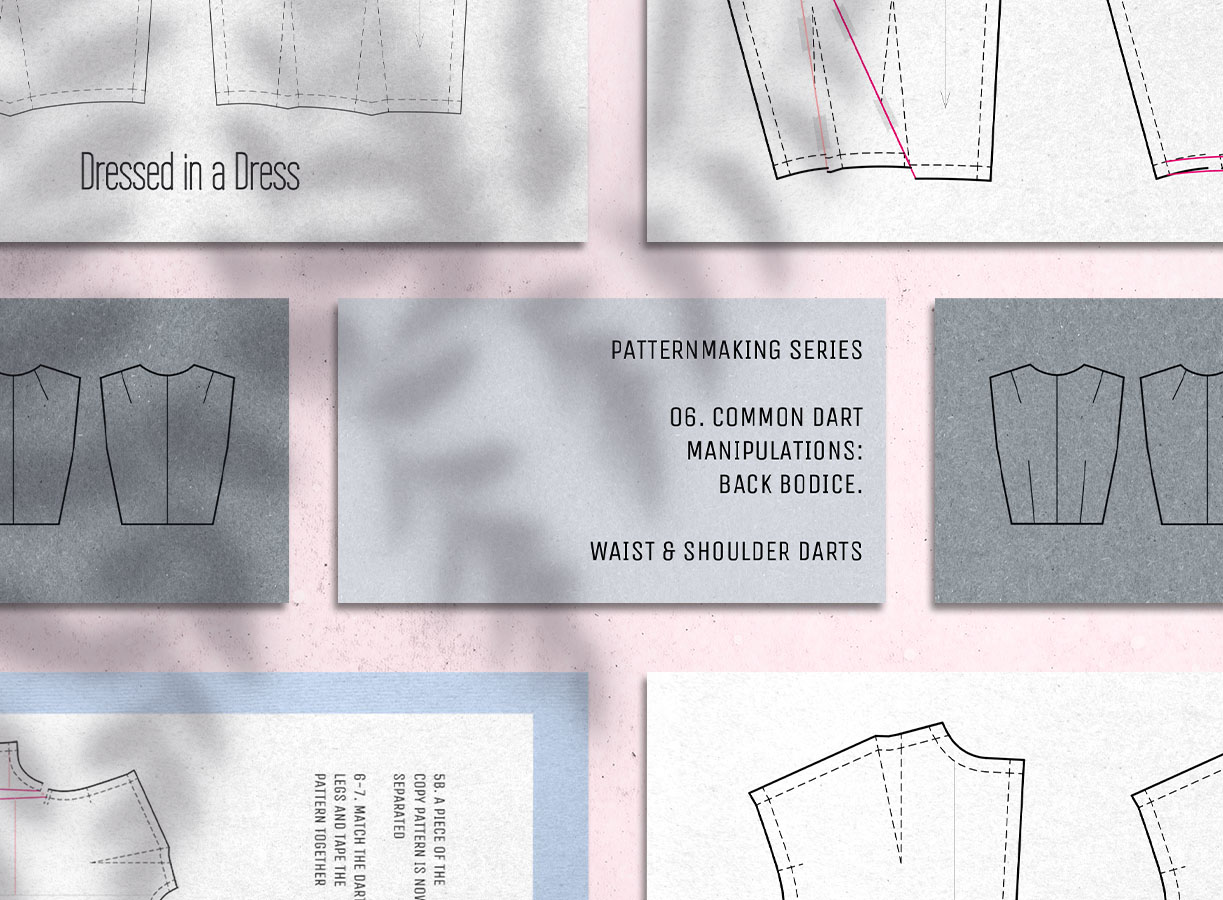 Dressed in a Dress
PATTERNMAKING SERIES
06. COMMON DART
MANIPULATIONS:
BACK BODICE.
WAIST & SHOULDER DARTS
5B. A PIECE OF THE
COPY PATTERN IS NOW
SEPARATED
6-7. MATCH THE DART
LEGS AND TAPE THE
PATTERN TOGETHER